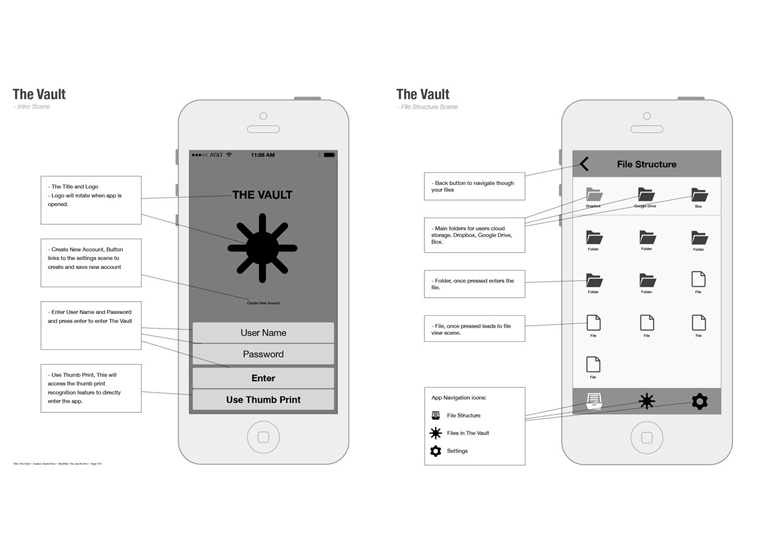 The Vault
- Intro Scene
- The Title and Logo
- Logo will rotate when app is
opened.
- Create New Account, Button
links to the settings scene to
create and save new account
- Enter User Name and Password
and press enter to enter The Vault
- Use Thumb Print, This will
access the thumb print
recognition feature to directly
enter the app.
AT&T
11:56 AM
THE VAULT
Create New Account
User Name
Password
Enter
Use Thumb Print
The Vault
- File Structure Scene
- Back button to navigate though
your files
- Main folders for users cloud
storage. Dropbox, Google Drive,
Box.
- Folder, once pressed enters the
file.
- File, once pressed leads to file
view scene.
App Navigation icons:
File Structure
Files in The Vault
Settings
File Structure
Dropbox
Google Drive
Box
Folder
Folder
Folder
Folder
Folder
File
File
File
File
File